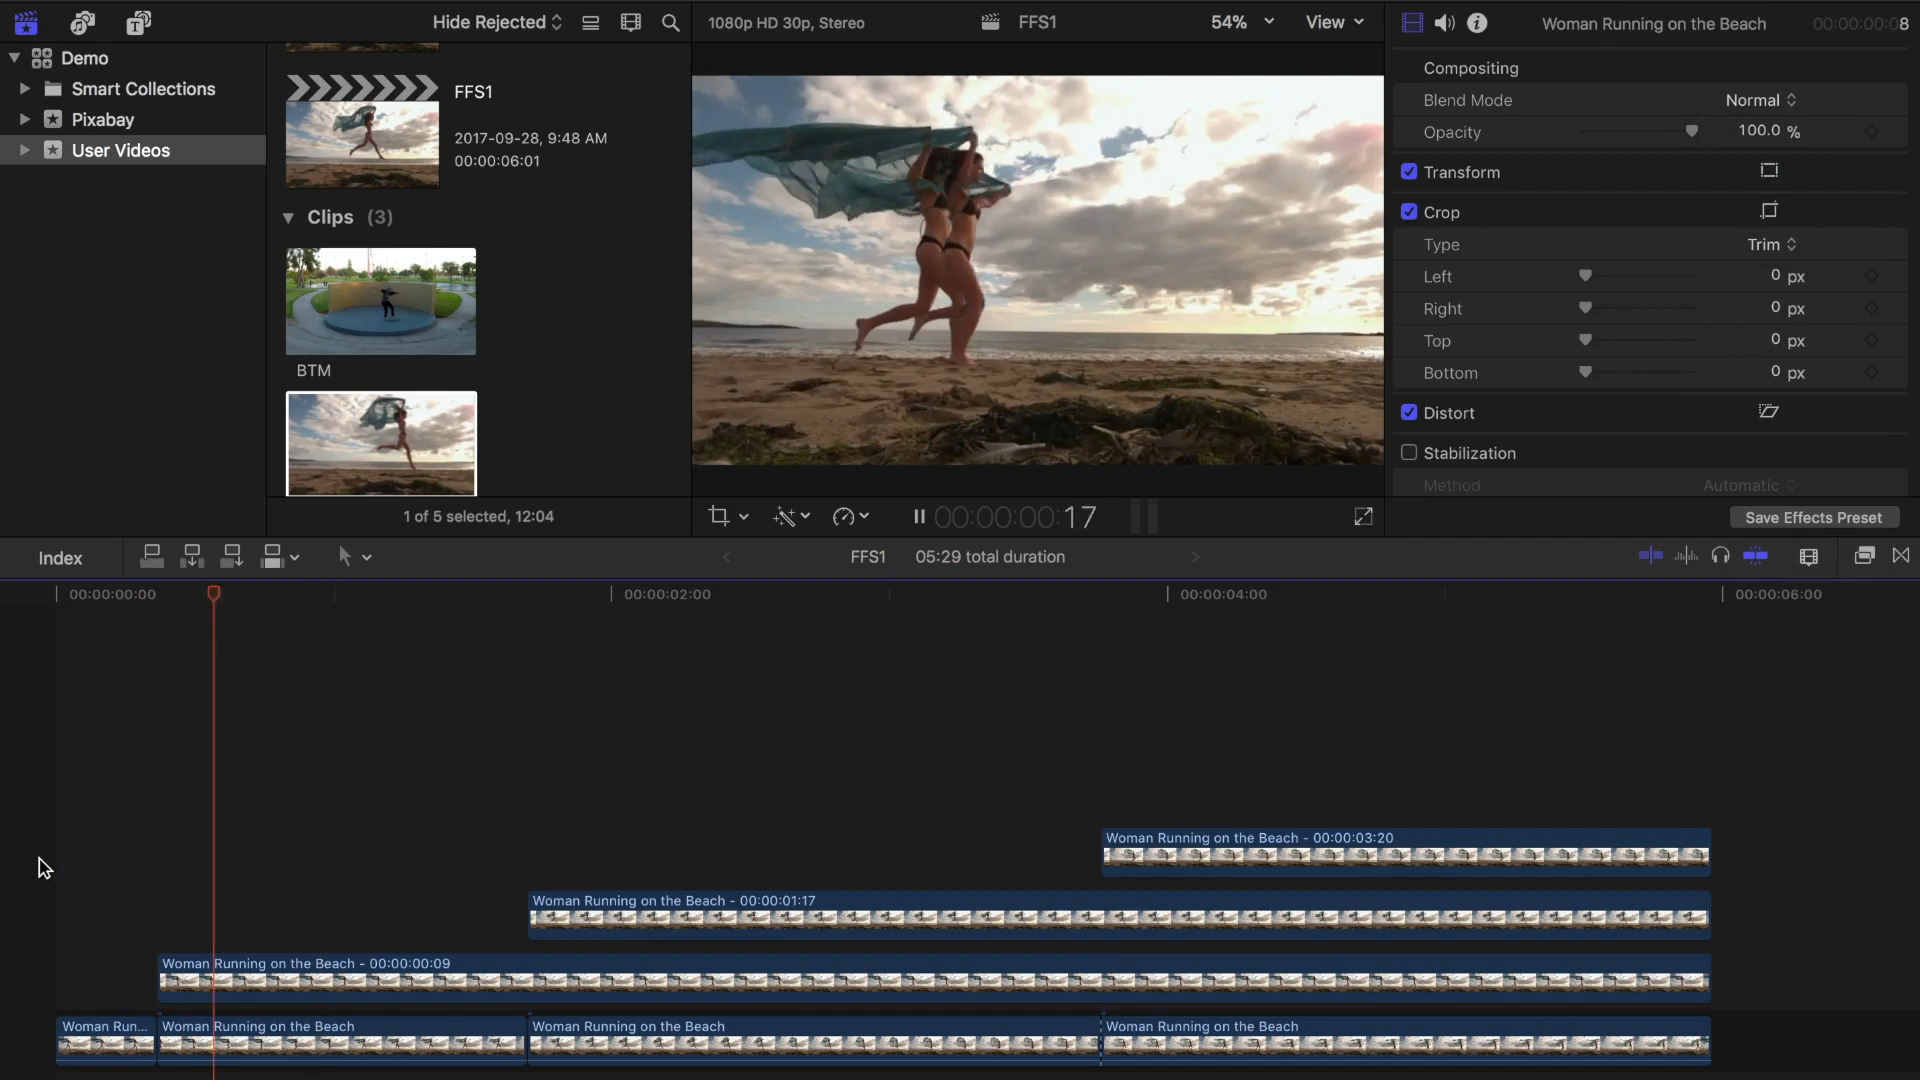 Hide Rejected
1080p HD 30p, Stereo
FFS1
54%
View
Woman Running on the Beach
00:00:00:08
Demo
Smart Collections
Pixabay
User Videos
FFS1
2017-09-28, 9:48 AM
00:00:06:01
Clips (3)
BTM
1 of 5 selected, 12:04
00:00:00:17
Compositing
Blend Mode Normal
Opacity 100.0 %
Transform
Crop
Type Trim
Left 0 px
Right 0 px
Top 0 px
Bottom 0 px
Distort
Stabilization
Method Automatic
Save Effects Preset
Index
FFS1 05:29 total duration
00:00:00:00 00:00:02:00 00:00:04:00 00:00:06:00
Woman Running on the Beach - 00:00:03:20
Woman Running on the Beach - 00:00:01:17
Woman Running on the Beach - 00:00:00:09
Woman Run... Woman Running on the Beach Woman Running on the Beach Woman Running on the Beach